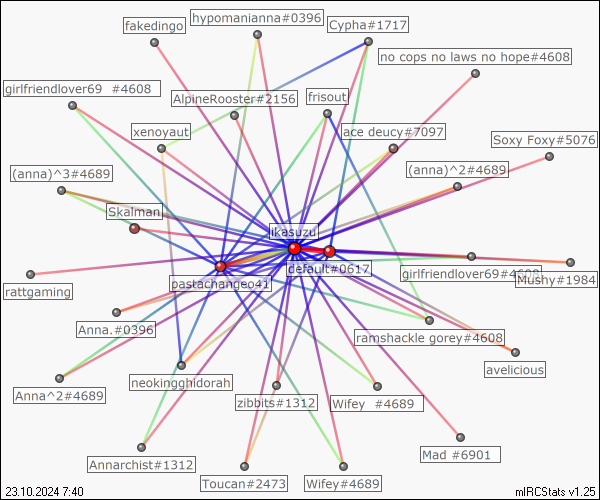 hypomanianna#0396
fakedingo
Cypha#1717
no cops no laws no hope#4608
girlfriendlover69 #4608
AlpineRooster#2156
frisout
xenoyaut
ace deucy#7097
Soxy Foxy#5076
(anna)^3#4689
(anna)^2#4689
Skalman
likasuzu
default#0617
girlfriendlover69#4608
pastachangeo41
Mushy#1984
rattgaming
Anna.#0396
ramshackle gorey#4608
avelicious
neokingghidorah
Anna^2#4689
zibbits#1312
Wifey #4689
Mad #6901
Annarchist#1312
Toucan#2473
Wifey#4689
23.10.2024 7:40
mIRCStats v1.25